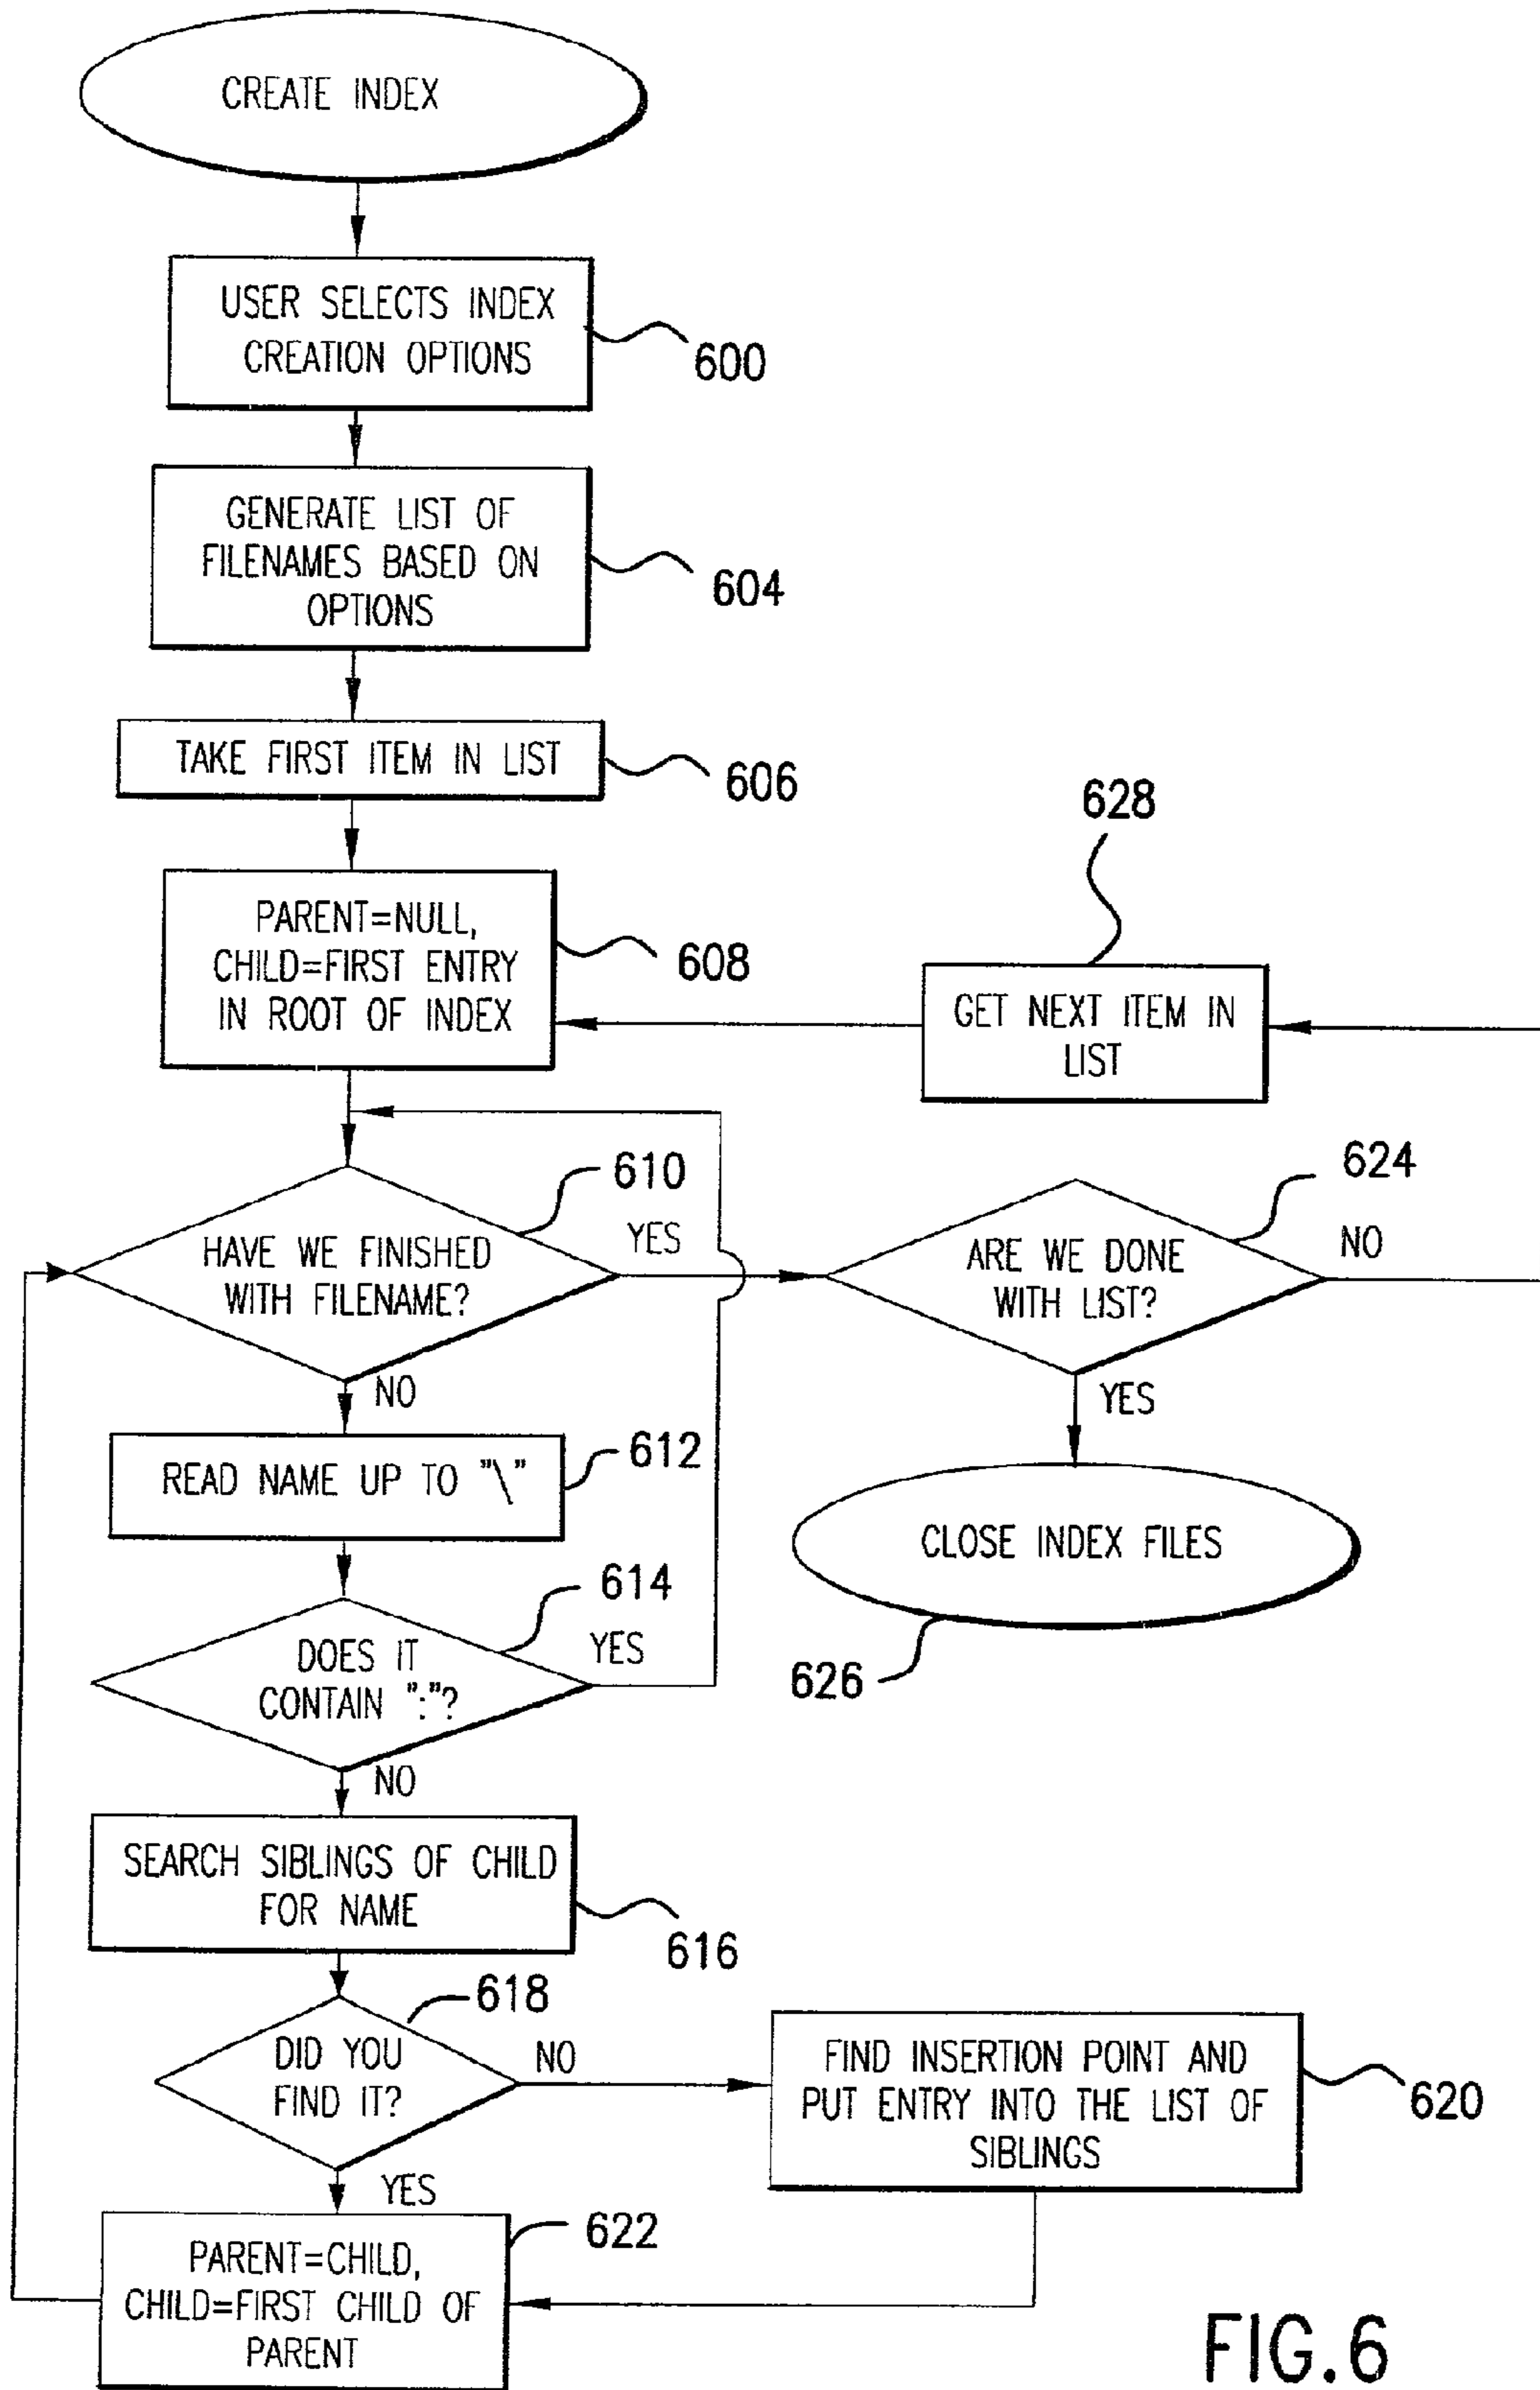 CREATE INDEX
USER SELECTS INDEX
CREATION OPTIONS
600
GENERATE LIST OF
FILENAMES BASED ON
OPTIONS
604
TAKE FIRST ITEM IN LIST
606
628
PARENT=NULL,
CHILD=FIRST ENTRY
IN ROOT OF INDEX
608
GET NEXT ITEM IN
LIST
610
HAVE WE FINISHED
WITH FILENAME?
YES
NO
624
ARE WE DONE
WITH LIST?
NO
YES
READ NAME UP TO "\"
612
CLOSE INDEX FILES
626
614
DOES IT
CONTAIN ":"?
YES
NO
SEARCH SIBLINGS OF CHILD
FOR NAME
616
618
DID YOU
FIND IT?
NO
YES
FIND INSERTION POINT AND
PUT ENTRY INTO THE LIST OF
SIBLINGS
620
622
PARENT=CHILD,
CHILD=FIRST CHILD OF
PARENT
FIG.6